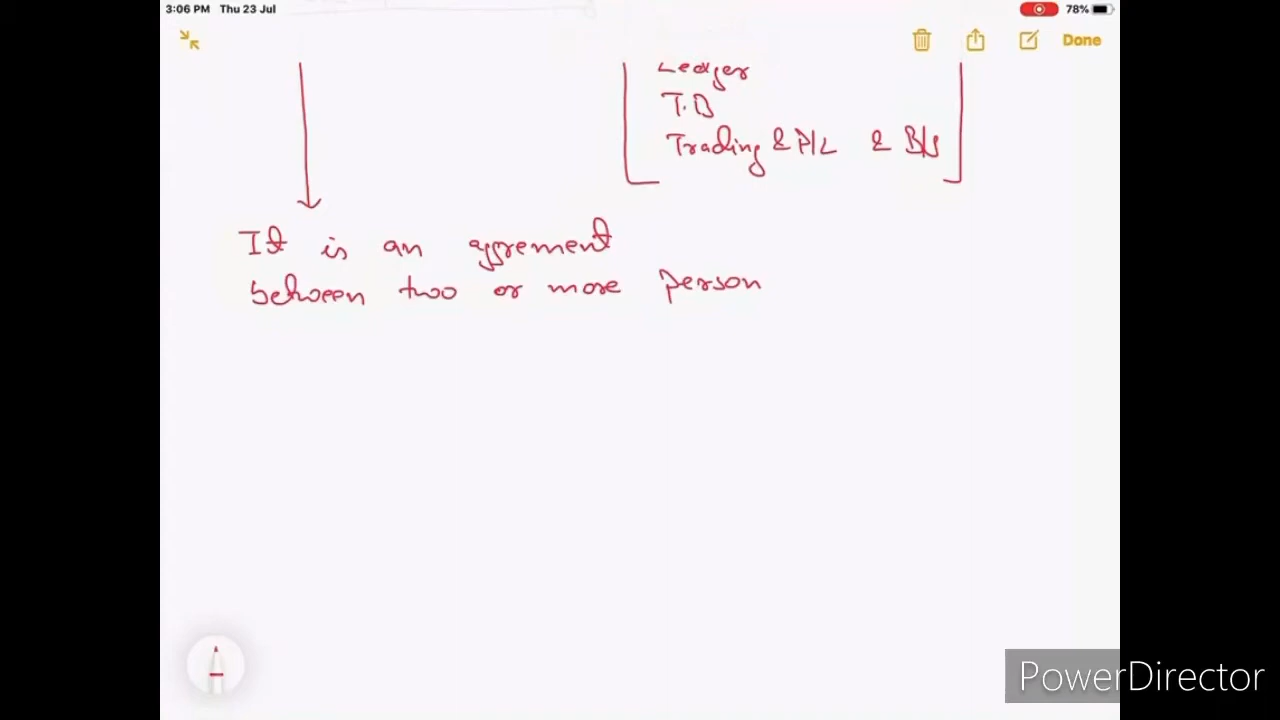 3:06 PM Thu 23 Jul
78%
Done
Ledger
T.B
Trading & P/L & B/S
It is an aggrement
between two or more person
PowerDirector